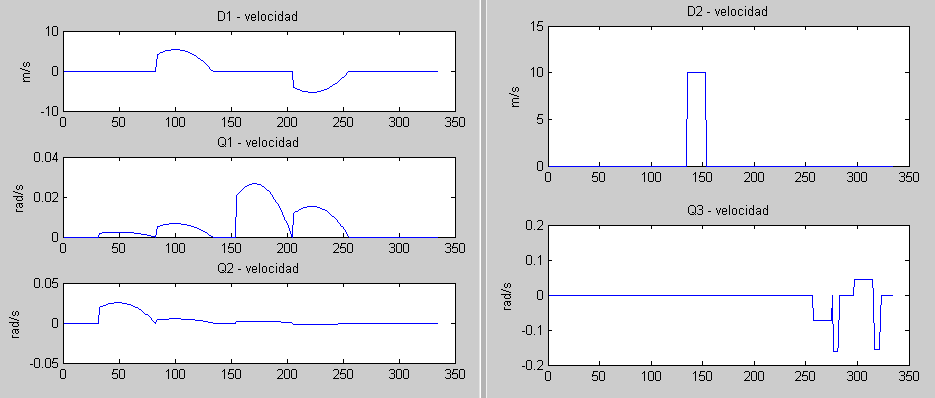 D1 - velocidad
10
0
-10
m/s
0 50 100 150 200 250 300 350
Q1 - velocidad
0.04
0.02
0
rad/s
0 50 100 150 200 250 300 350
Q2 - velocidad
0.05
0
-0.05
rad/s
0 50 100 150 200 250 300 350
D2 - velocidad
15
10
5
0
m/s
0 50 100 150 200 250 300 350
Q3 - velocidad
0.2
0.1
0
-0.1
-0.2
rad/s
0 50 100 150 200 250 300 350